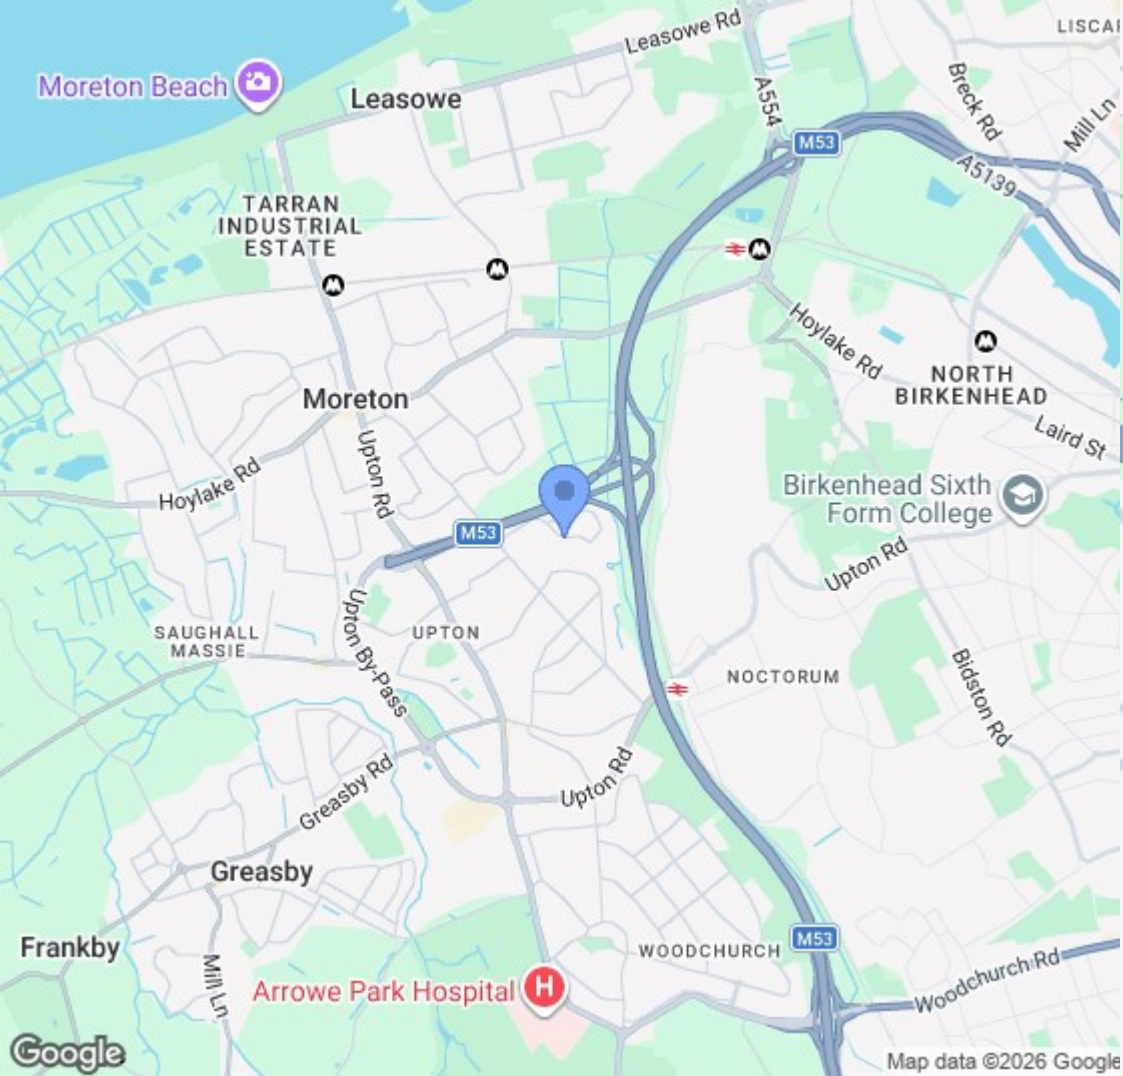 Leasowe Rd
LISCAR
Moreton Beach
Leasowe
A554
Breck Rd
Mill Ln
M53
A5139
TARRAN
INDUSTRIAL
ESTATE
Hoylake Rd
NORTH
BIRKENHEAD
Moreton
Laird St
Upton Rd
Hoylake Rd
Birkenhead Sixth
Form College
M53
Upton Rd
Upton By-Pass
SAUGHALL
MASSIE
UPTON
Bidston Rd
NOCTORUM
Greasby Rd
Upton Rd
Greasby
Frankby
Mill Ln
WOODCHURCH
M53
Woodchurch Rd
Arrowe Park Hospital
H
Google
Map data ©2026 Google